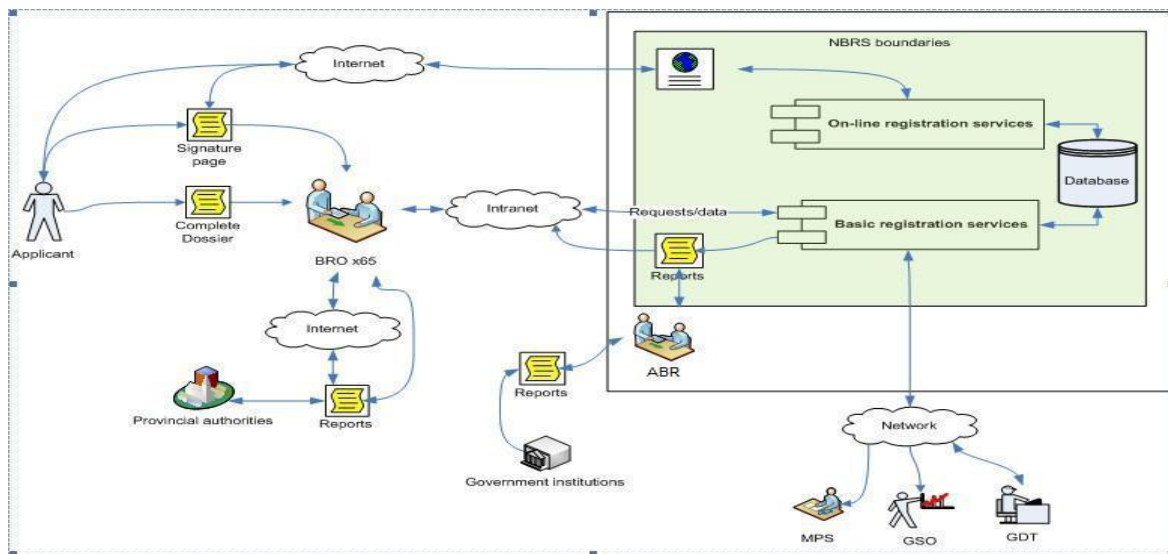 NBRS boundaries
Internet
On-line registration services
Signature
page
Database
Intranet
Requests/data
Basic registration services
Complete
Dossier
Applicant
BRO x65
Reports
Internet
ABR
Reports
Provincial authorities
Reports
Network
Government institutions
MPS
GSO
GDT